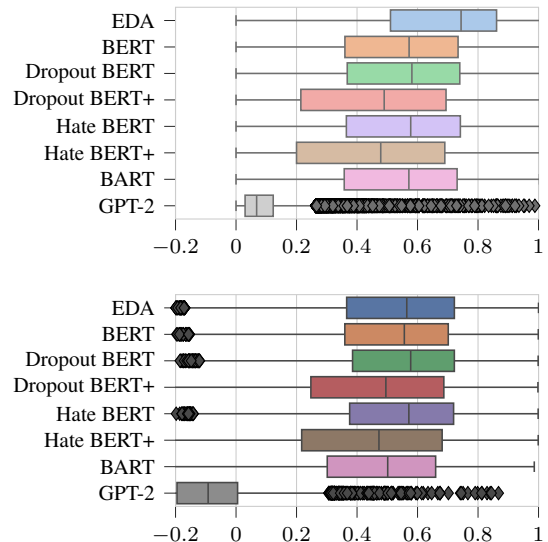 EDA
BERT
Dropout BERT
Dropout BERT+
Hate BERT
Hate BERT+
BART
GPT-2
−0.2 0 0.2 0.4 0.6 0.8 1
EDA
BERT
Dropout BERT
Dropout BERT+
Hate BERT
Hate BERT+
BART
GPT-2
−0.2 0 0.2 0.4 0.6 0.8 1